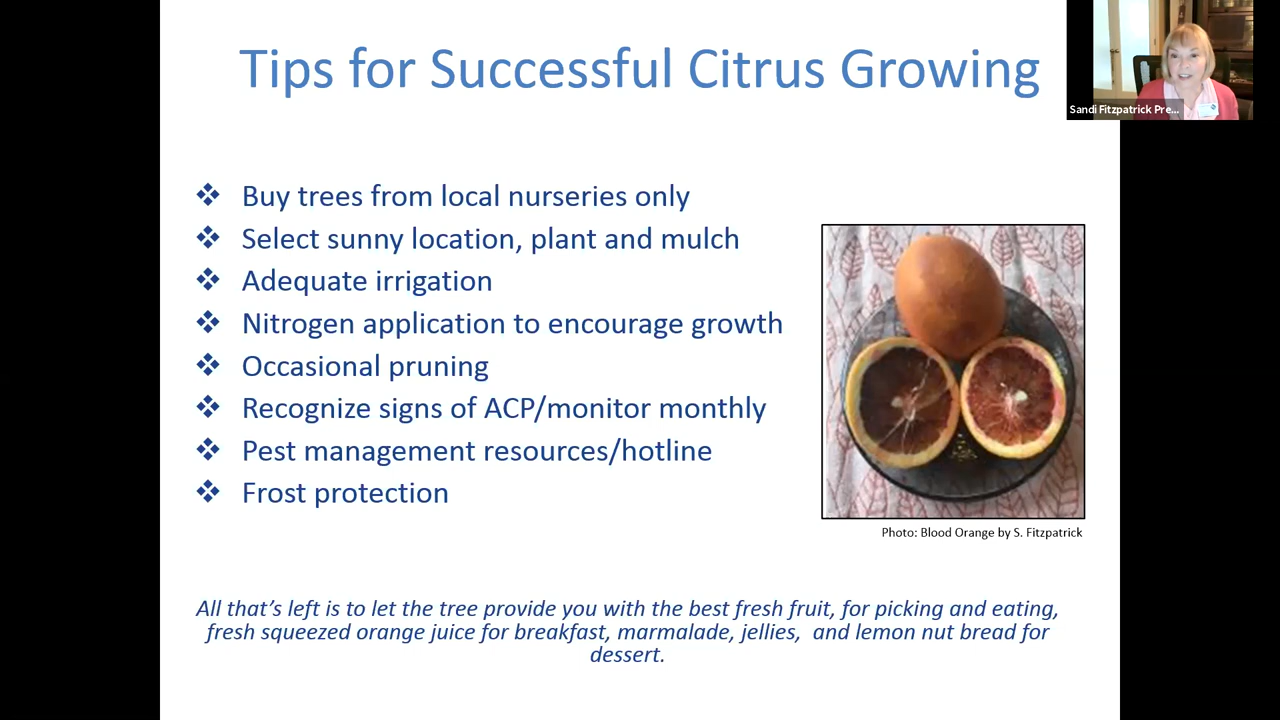 Tips for Successful Citrus Growing
Sandi Fitzpatrick Pre...
❖ Buy trees from local nurseries only
❖ Select sunny location, plant and mulch
❖ Adequate irrigation
❖ Nitrogen application to encourage growth
❖ Occasional pruning
❖ Recognize signs of ACP/monitor monthly
❖ Pest management resources/hotline
❖ Frost protection
Photo: Blood Orange by S. Fitzpatrick
All that’s left is to let the tree provide you with the best fresh fruit, for picking and eating,
fresh squeezed orange juice for breakfast, marmalade, jellies,  and lemon nut bread for
dessert.